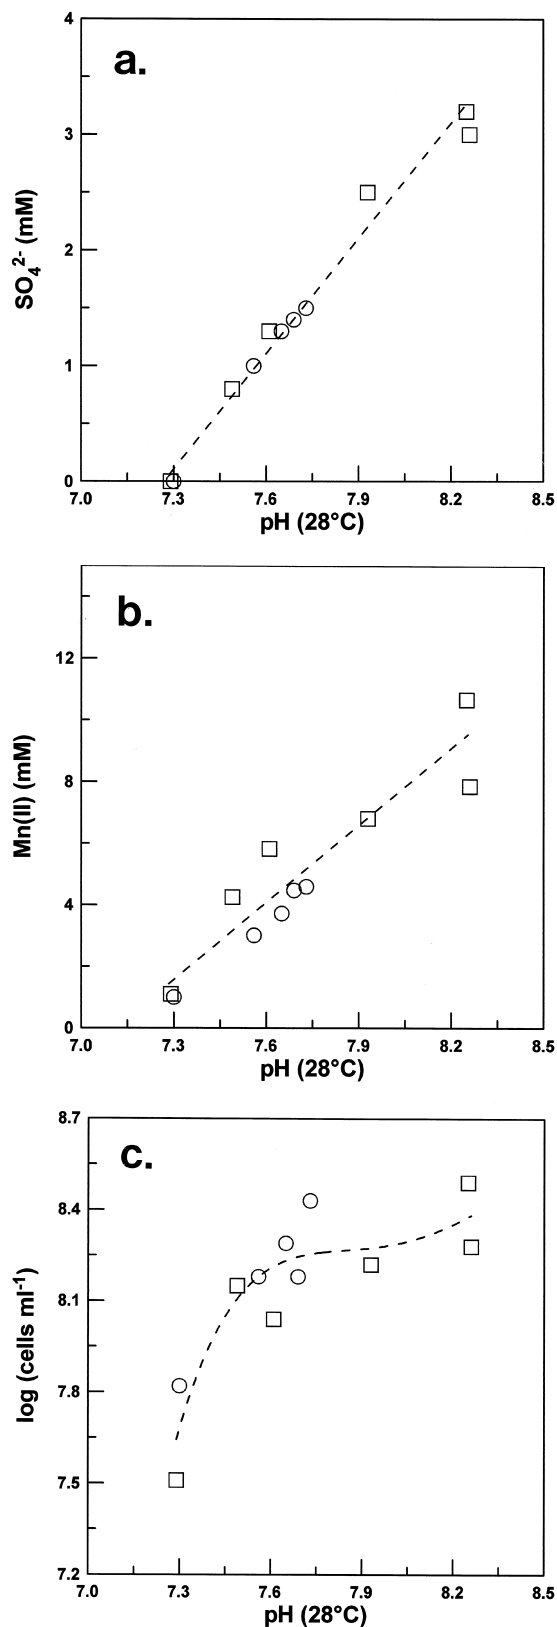 a.
4
3
2
1
0
SO₄²⁻ (mM)
7.0 7.3 7.6 7.9 8.2 8.5
pH (28°C)
b.
12
8
4
0
Mn(II) (mM)
7.0 7.3 7.6 7.9 8.2 8.5
pH (28°C)
c.
8.7
8.4
8.1
7.8
7.5
7.2
log (cells ml⁻¹)
7.0 7.3 7.6 7.9 8.2 8.5
pH (28°C)